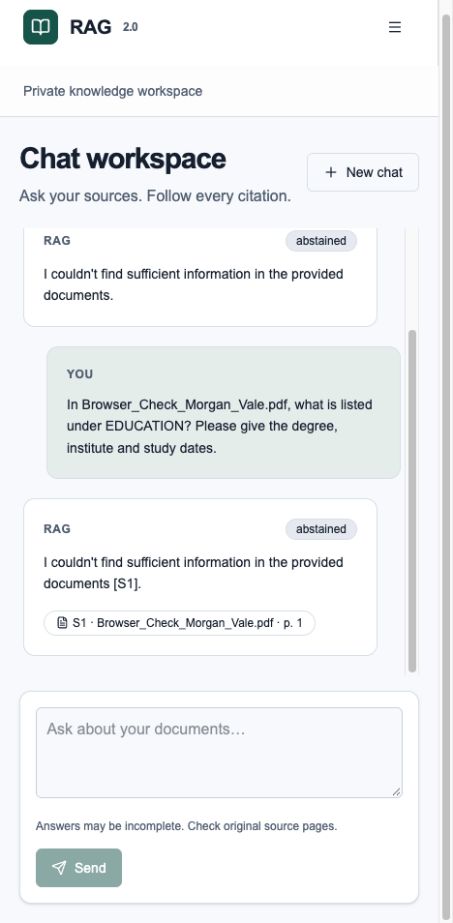 RAG 2.0
Private knowledge workspace
Chat workspace
New chat
Ask your sources. Follow every citation.
RAG abstained
I couldn't find sufficient information in the provided
documents.
YOU
In Browser_Check_Morgan_Vale.pdf, what is listed
under EDUCATION? Please give the degree,
institute and study dates.
RAG abstained
I couldn't find sufficient information in the provided
documents [S1].
S1 · Browser_Check_Morgan_Vale.pdf · p. 1
Ask about your documents…
Answers may be incomplete. Check original source pages.
Send